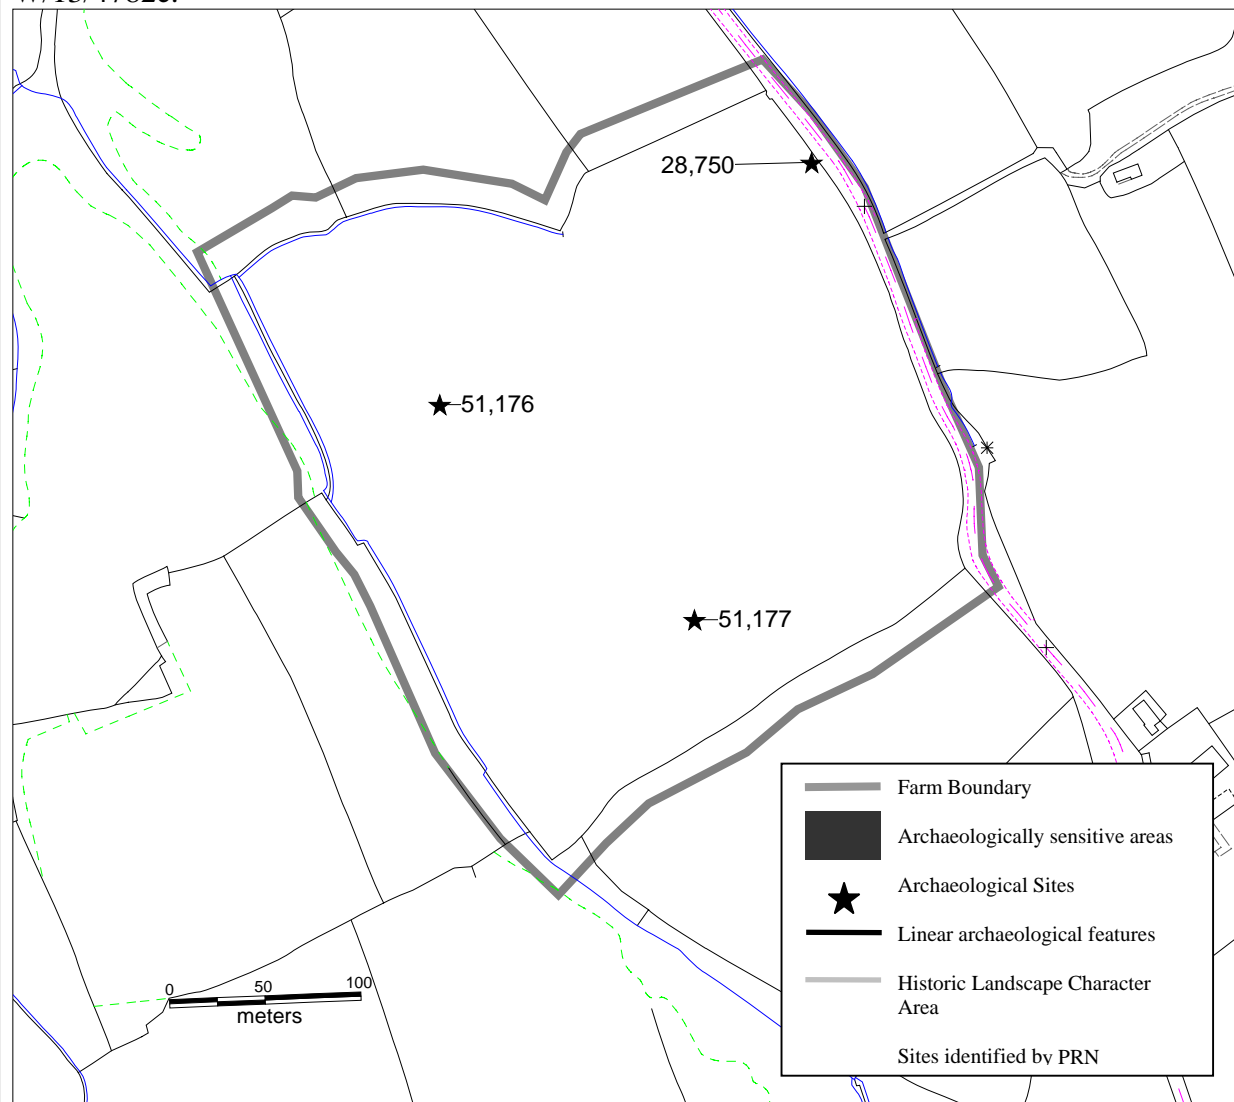 28,750
51,176
51,177
Farm Boundary
Archaeologically sensitive areas
Archaeological Sites
Linear archaeological features
Historic Landscape Character
Area
Sites identified by PRN
0 50 100
meters